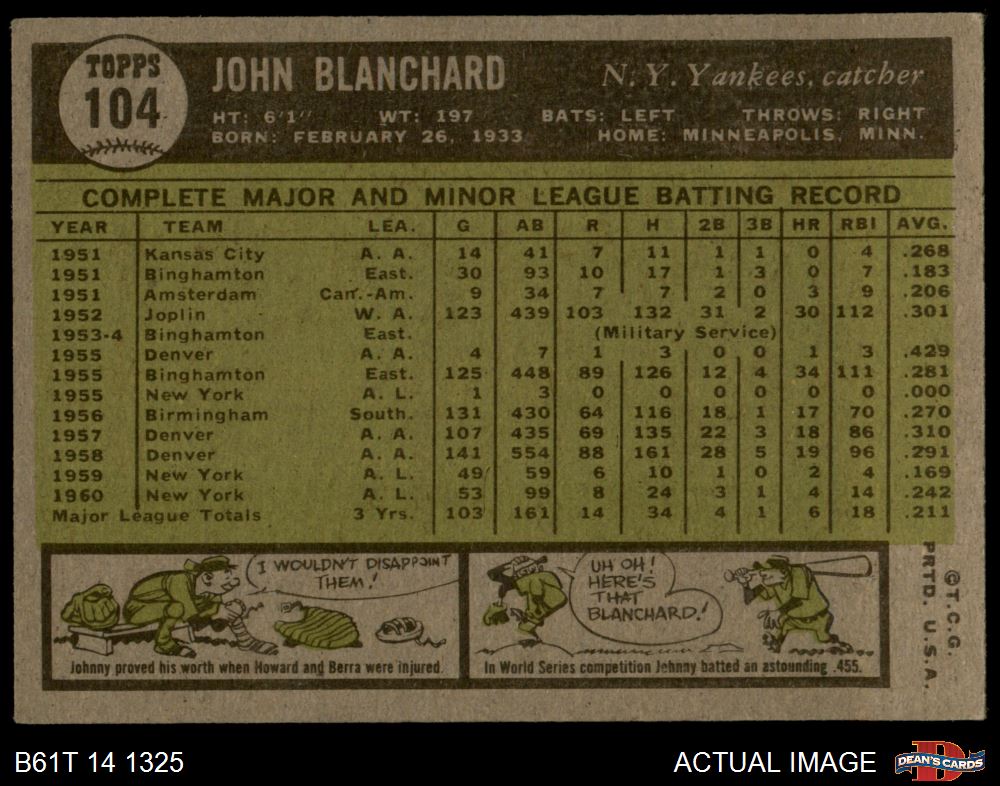 TOPPS
104
JOHN BLANCHARD
N. Y. Yankees, catcher
HT: 6'1" WT: 197 BATS: LEFT THROWS: RIGHT
BORN: FEBRUARY 26, 1933 HOME: MINNEAPOLIS, MINN.
COMPLETE MAJOR AND MINOR LEAGUE BATTING RECORD
YEAR TEAM LEA. G AB R H 2B 3B HR RBI AVG.
1951 Kansas City A. A. 14 41 7 11 1 1 0 4 .268
1951 Binghamton East. 30 93 10 17 1 3 0 7 .183
1951 Amsterdam Can.-Am. 9 34 7 7 2 0 3 9 .206
1952 Joplin W. A. 123 439 103 132 31 2 30 112 .301
1953-4 Binghamton East. (Military Service)
1955 Denver A. A. 4 7 1 3 0 0 1 3 .429
1955 Binghamton East. 125 448 89 126 12 4 34 111 .281
1955 New York A. L. 1 3 0 0 0 0 0 0 .000
1956 Birmingham South. 131 430 64 116 18 1 17 70 .270
1957 Denver A. A. 107 435 69 135 22 3 18 86 .310
1958 Denver A. A. 141 554 88 161 28 5 19 96 .291
1959 New York A. L. 49 59 6 10 1 0 2 4 .169
1960 New York A. L. 53 99 8 24 3 1 4 14 .242
Major League Totals 3 Yrs. 103 161 14 34 4 1 6 18 .211
I WOULDN'T DISAPPOINT
THEM!
Johnny proved his worth when Howard and Berra were injured.
UH OH!
HERE'S
THAT
BLANCHARD!
In World Series competition Johnny batted an astounding .455.
© T. C. G.
PRTD. U. S. A.
B61T 14 1325
ACTUAL IMAGE
D
DEAN'S CARDS